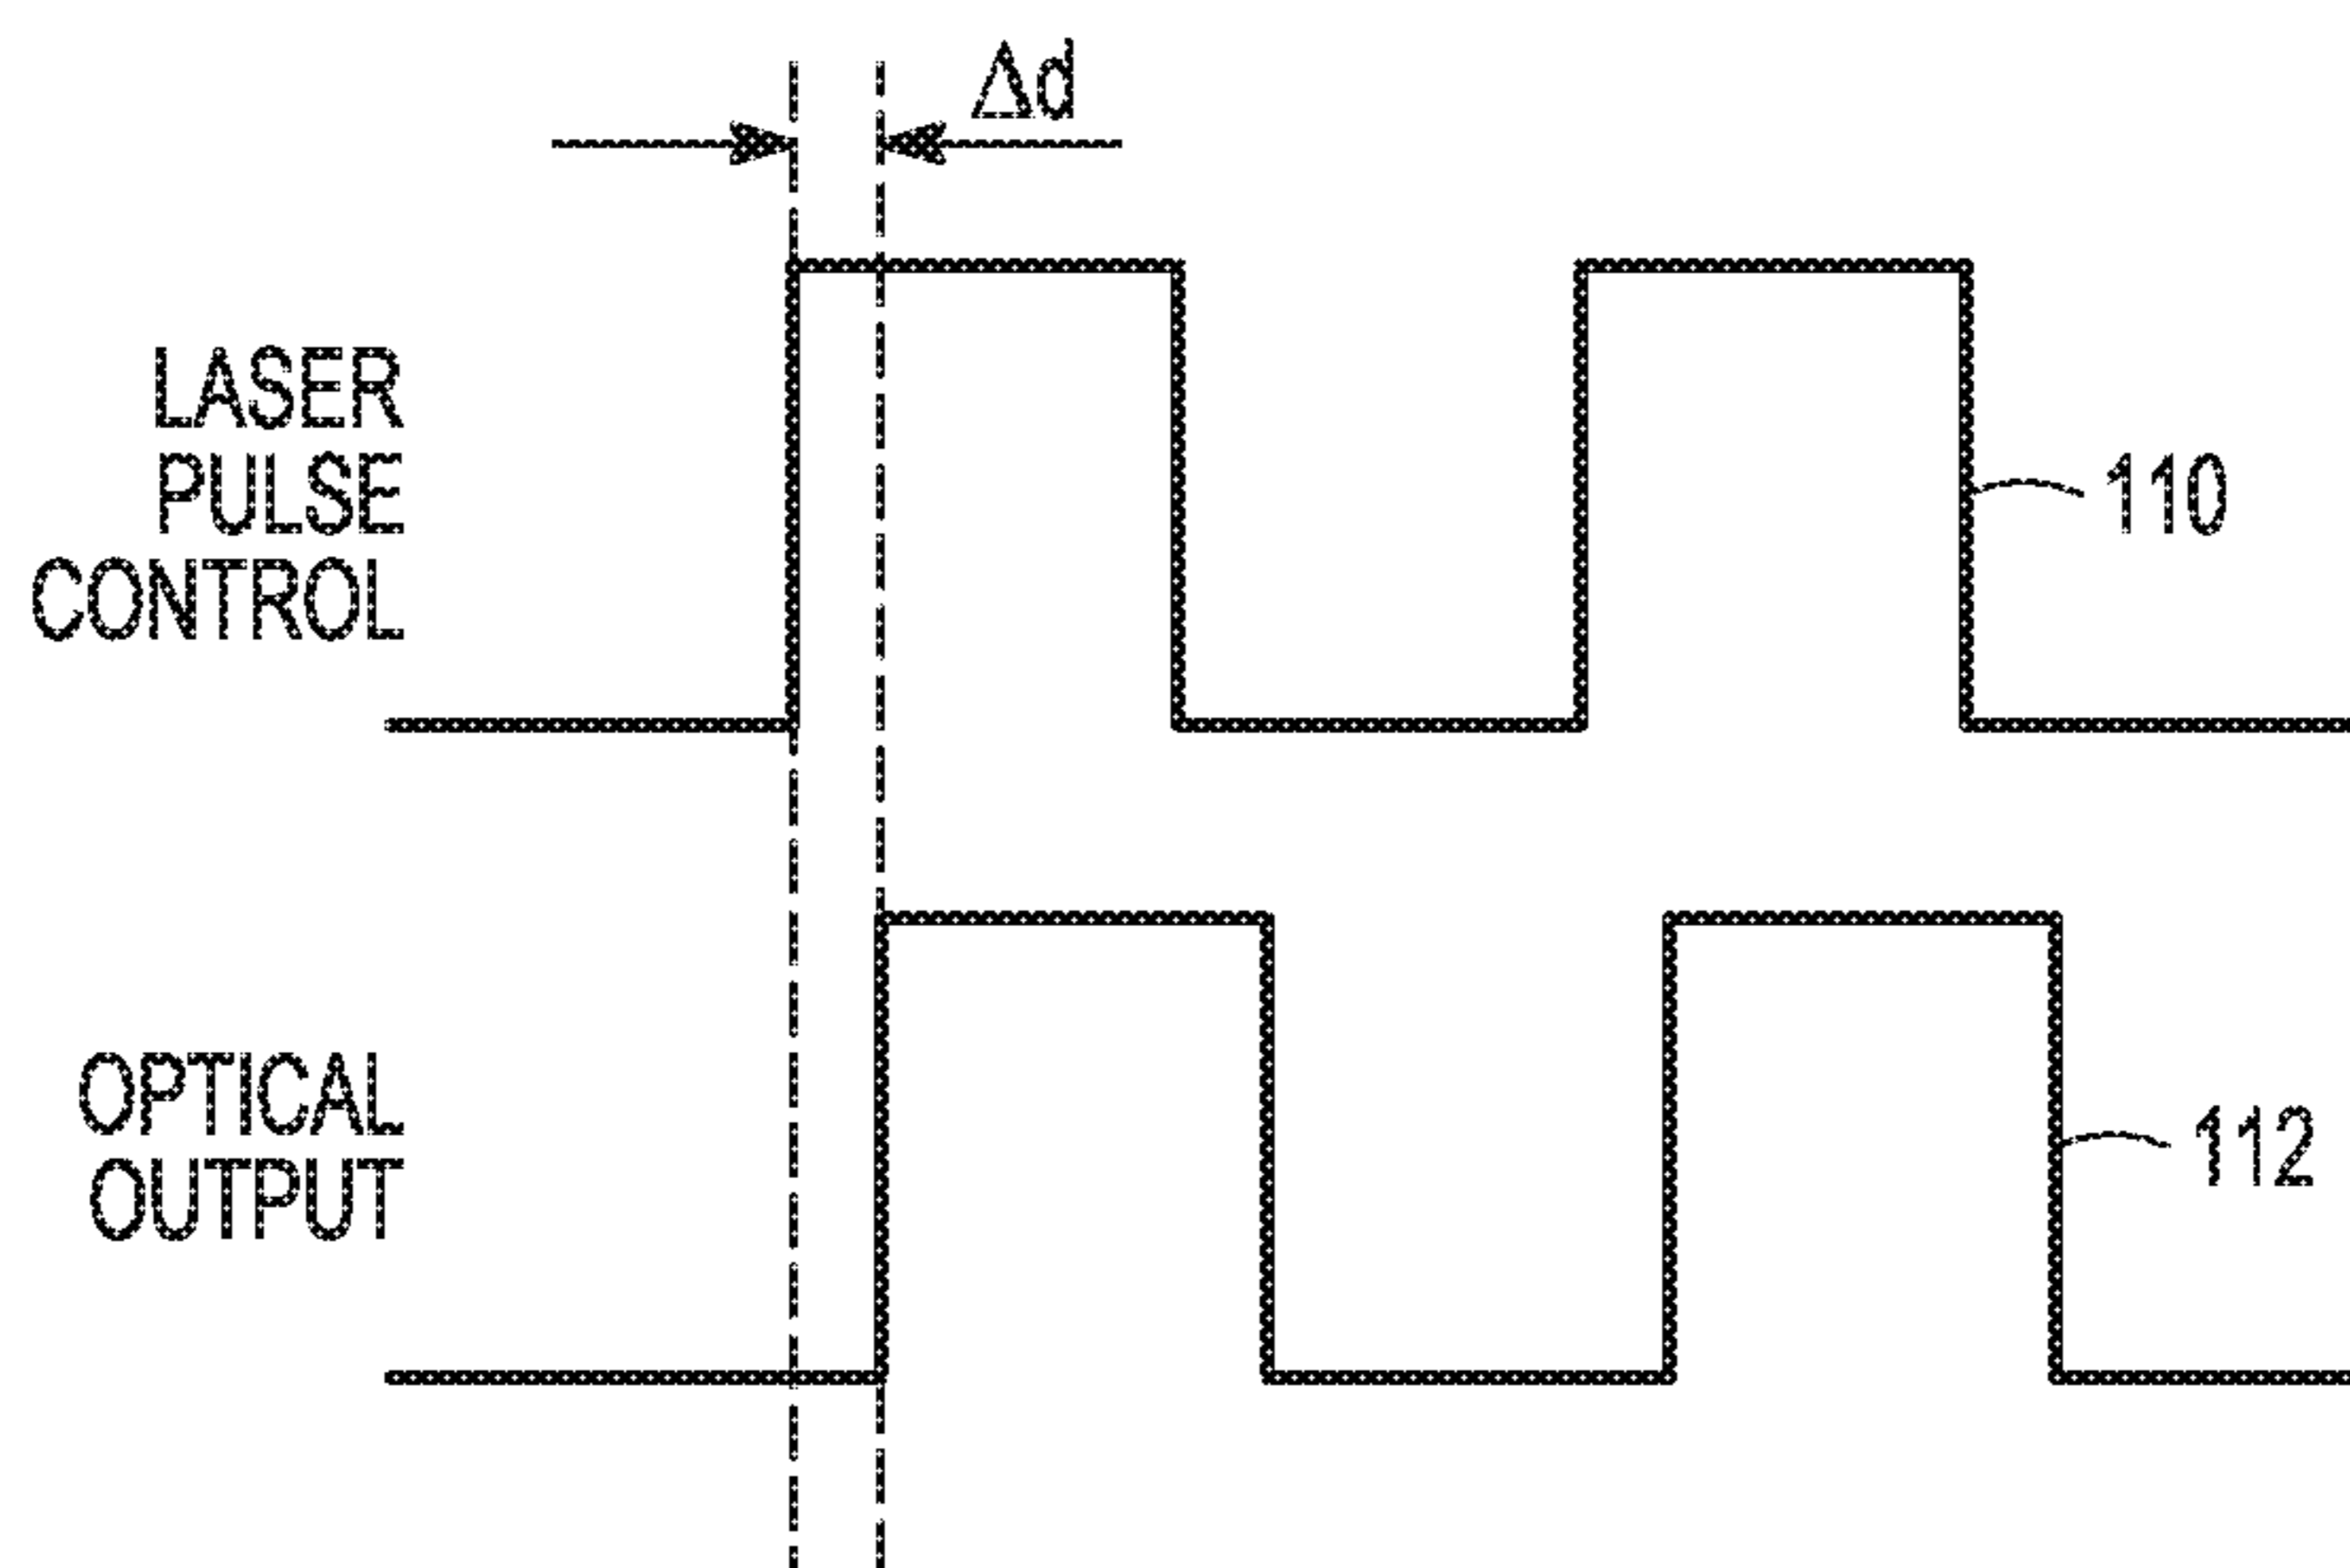 Δd
LASER
PULSE
CONTROL
110
OPTICAL
OUTPUT
112